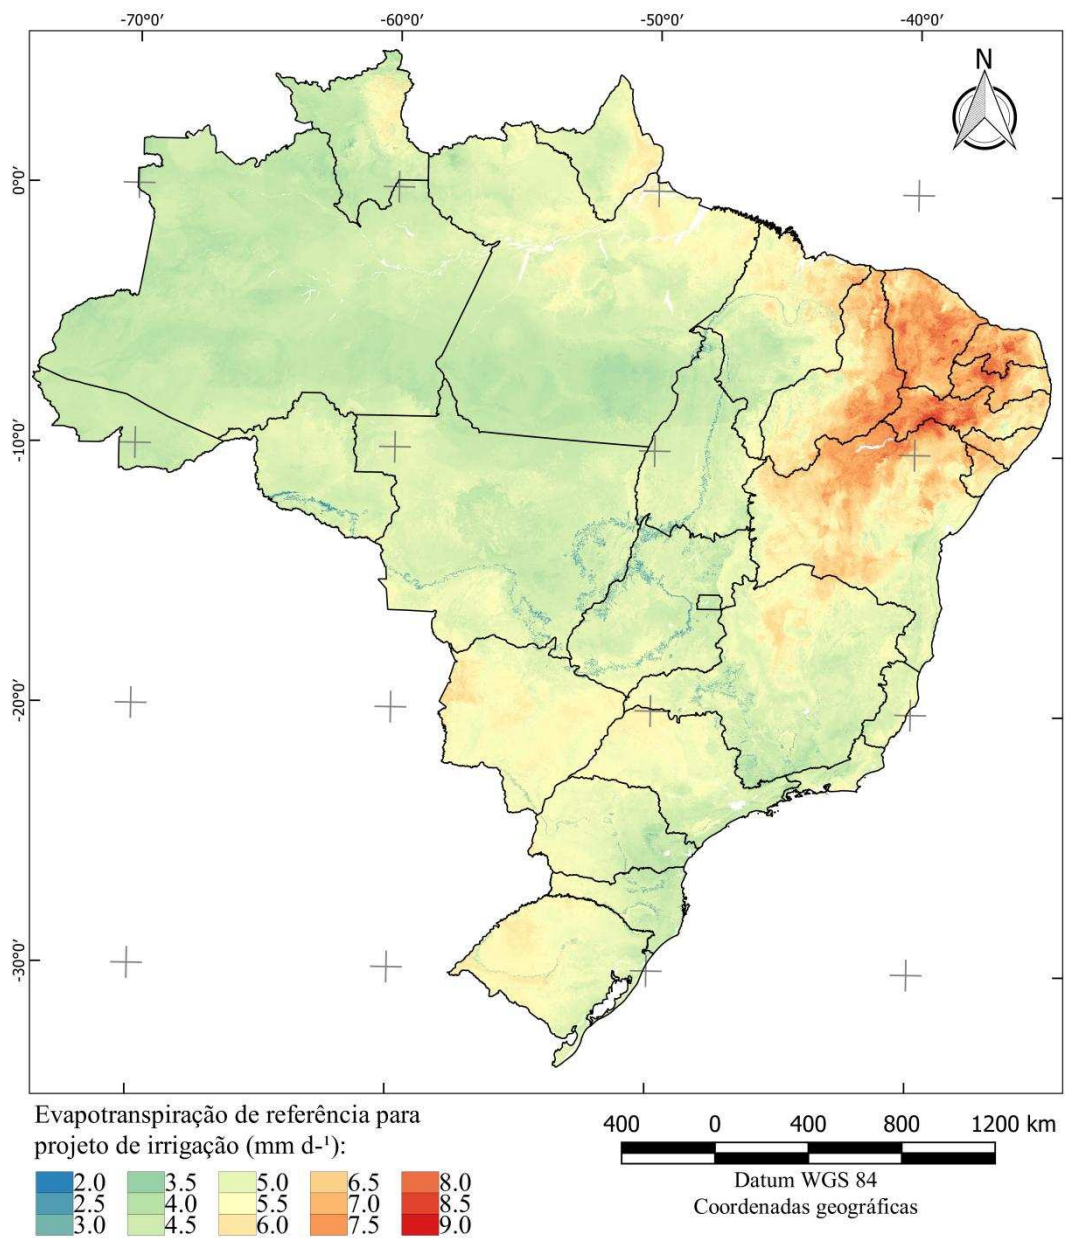 -70°0′ -60°0′ -50°0′ -40°0′
N
0°0′
-10°0′
-20°0′
-30°0′
Evapotranspiração de referência para
projeto de irrigação (mm d-¹):
2.0 3.5 5.0 6.5 8.0
2.5 4.0 5.5 7.0 8.5
3.0 4.5 6.0 7.5 9.0
400 0 400 800 1200 km
Datum WGS 84
Coordenadas geográficas